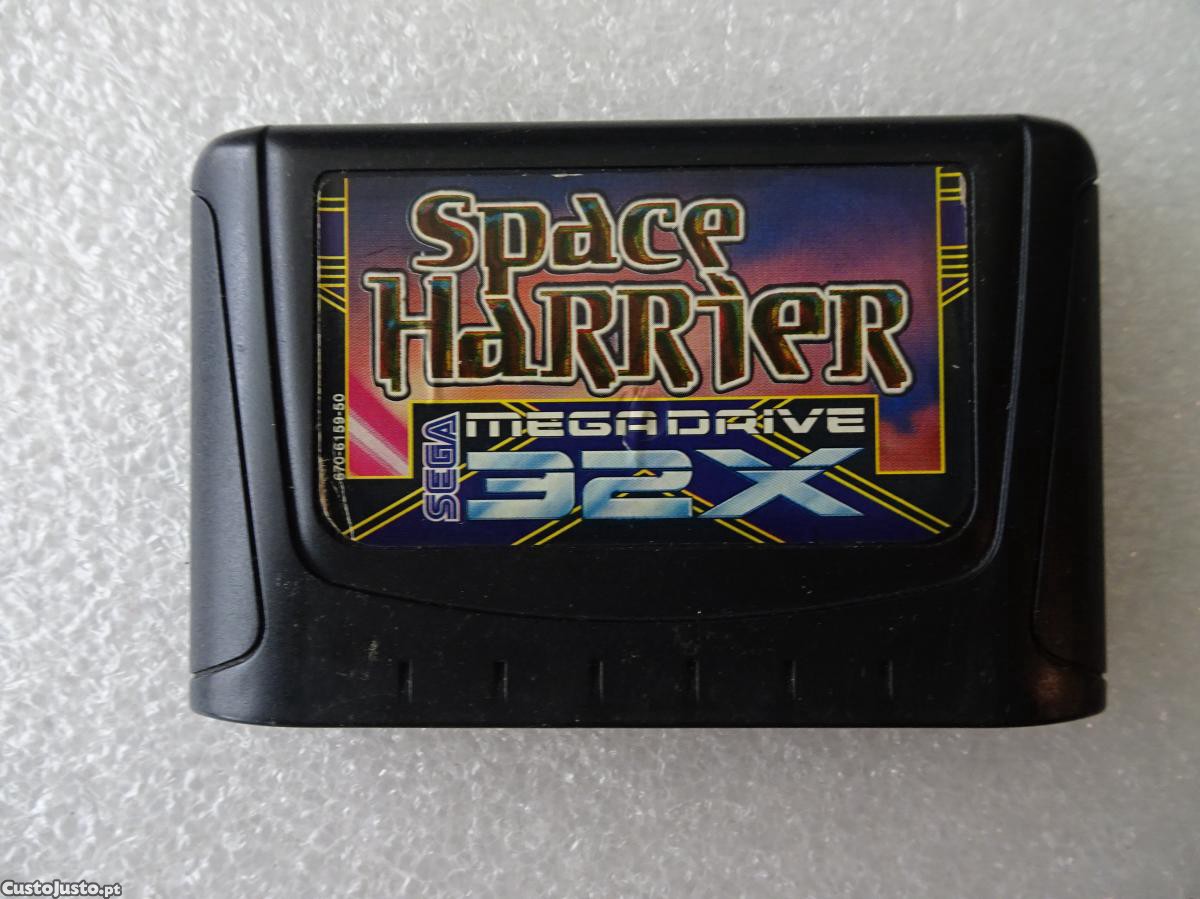 Space
HaRRieR
670-6159-50
SEGA
MEGADRIVE
32X
CustoJusto.pt